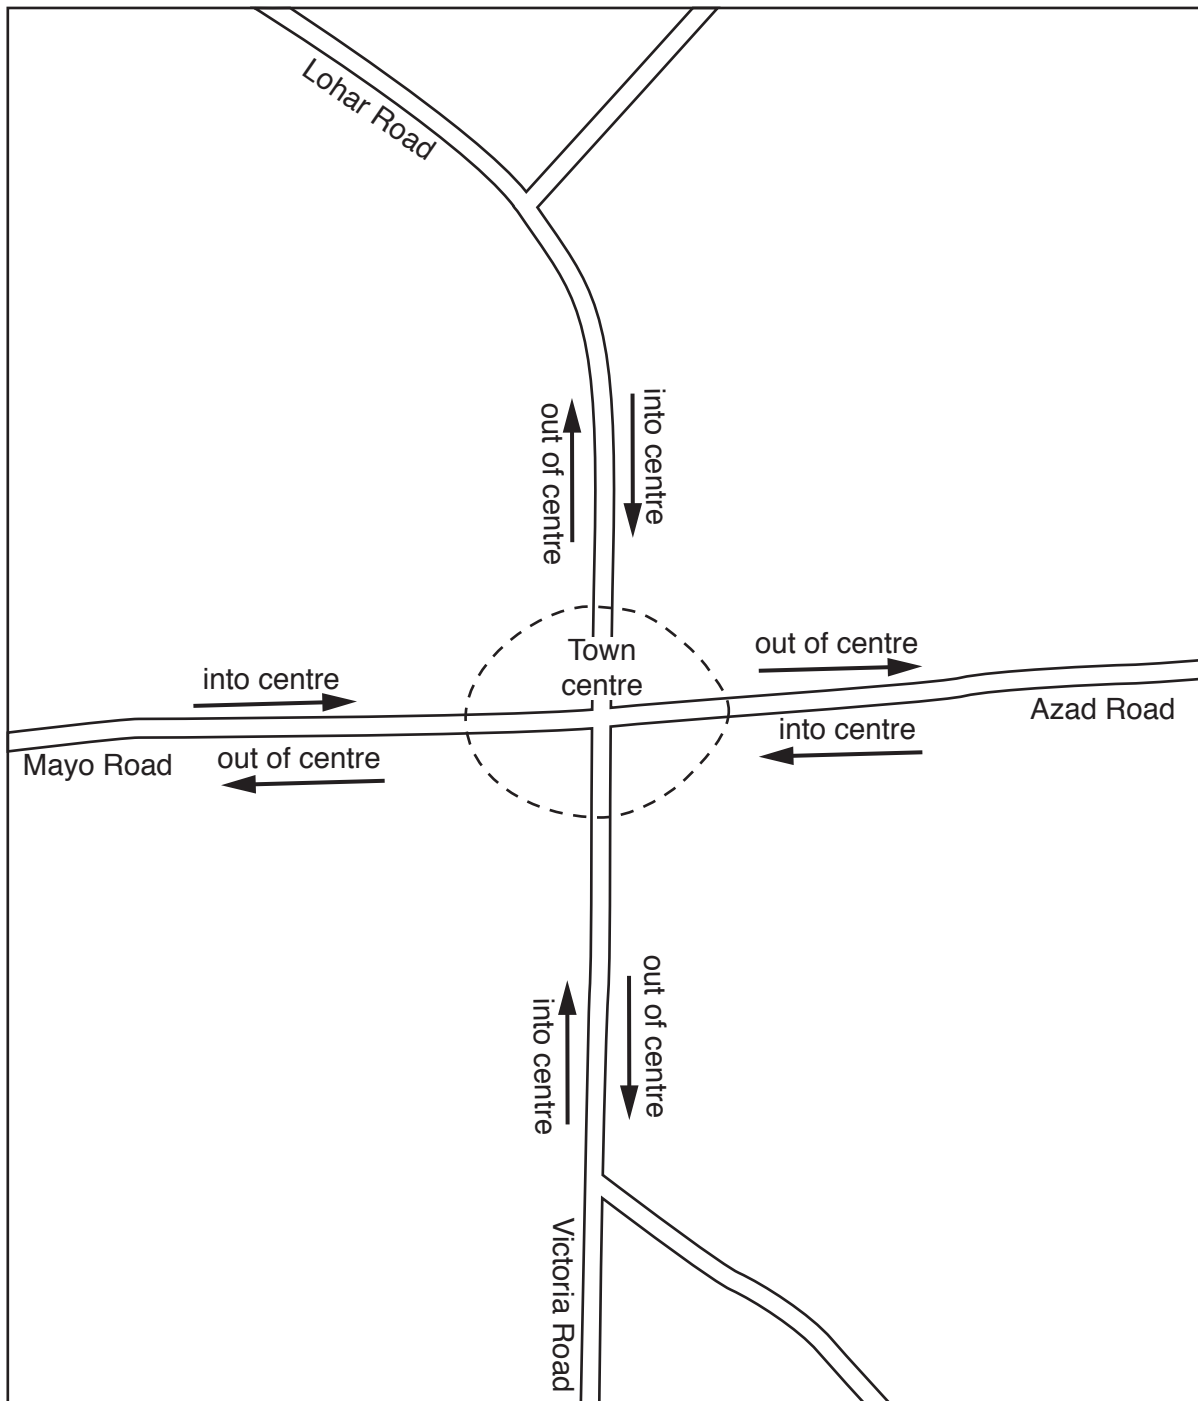 Lohar Road
into centre
out of centre
Town
centre
out of centre
into centre
into centre
Azad Road
out of centre
Mayo Road
out of centre
into centre
Victoria Road